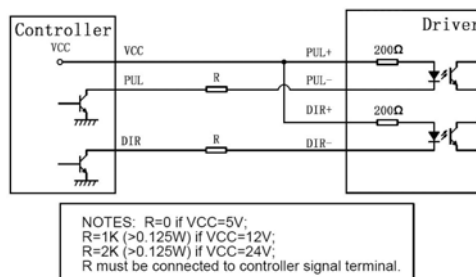 Controller
Driver
VCC
VCC
PUL+
200Ω
PUL
R
PUL-
DIR+
200Ω
DIR
R
DIR-
NOTES: R=0 if VCC=5V;
R=1K (>0.125W) if VCC=12V;
R=2K (>0.125W) if VCC=24V;
R must be connected to controller signal terminal.